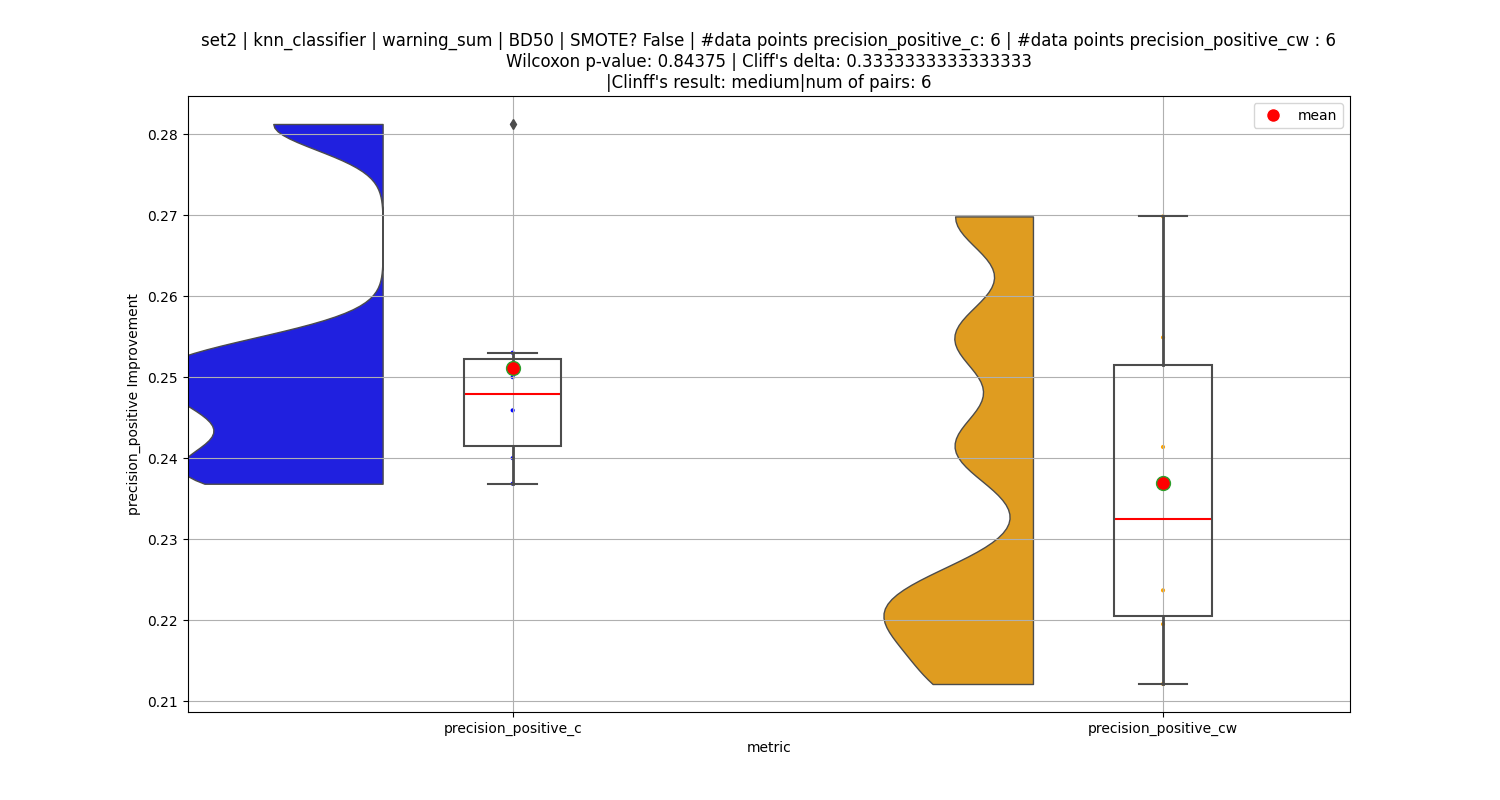 set2 | knn_classifier | warning_sum | BD50 | SMOTE? False | #data points precision_positive_c: 6 | #data points precision_positive_cw : 6
Wilcoxon p-value: 0.84375 | Cliff's delta: 0.3333333333333333
|Clinff's result: medium|num of pairs: 6
mean
0.28
0.27
0.26
0.25
0.24
0.23
0.22
0.21
precision_positive Improvement
precision_positive_c
precision_positive_cw
metric